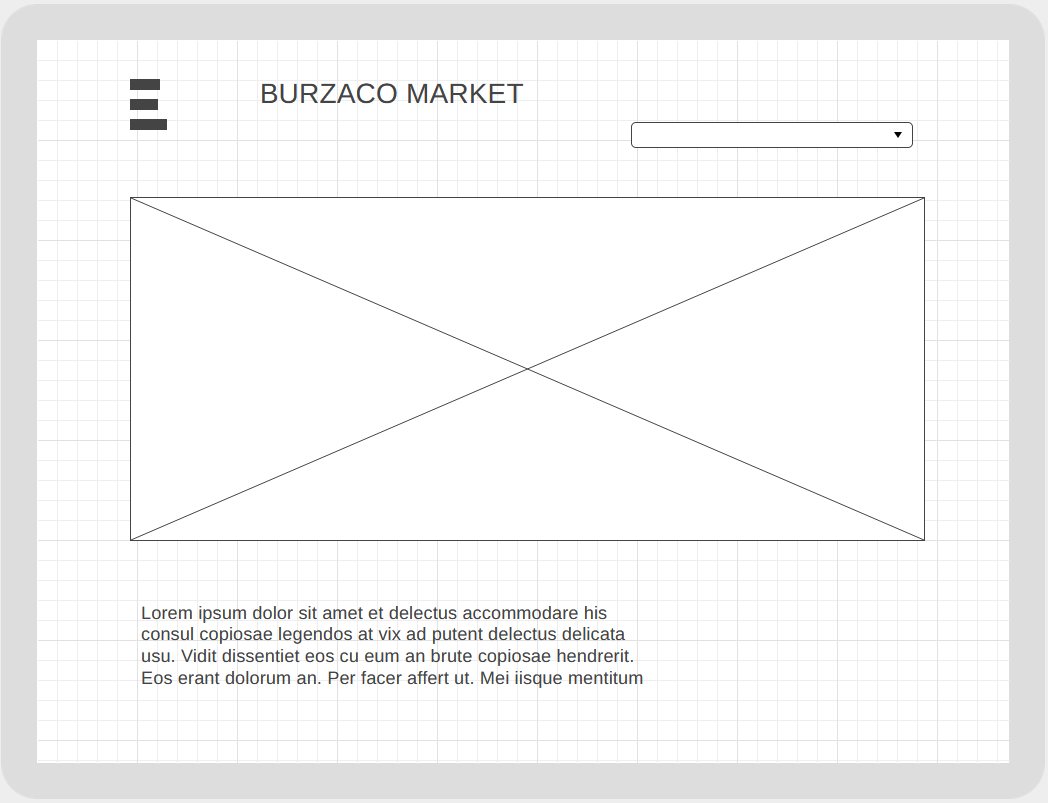 BURZACO MARKET
Lorem ipsum dolor sit amet et delectus accommodare his
consul copiosae legendos at vix ad putent delectus delicata
usu. Vidit dissentiet eos cu eum an brute copiosae hendrerit.
Eos erant dolorum an. Per facer affert ut. Mei iisque mentitum